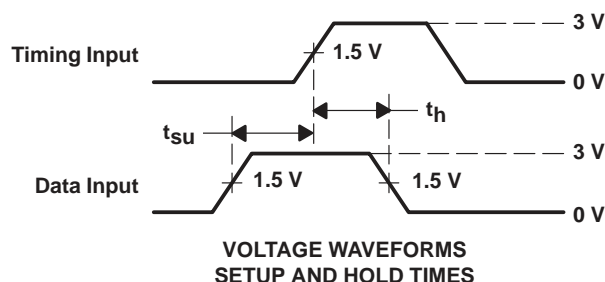 3 V
Timing Input
1.5 V
0 V
th
tsu
3 V
Data Input
1.5 V
1.5 V
0 V
VOLTAGE WAVEFORMS
SETUP AND HOLD TIMES